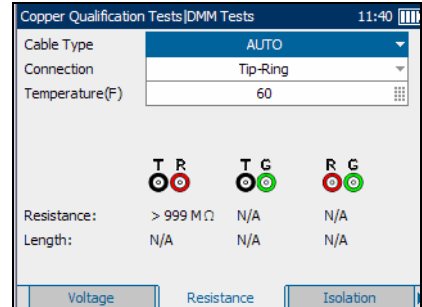 Copper Qualification Tests|DMM Tests 11:40
Cable Type AUTO
Connection Tip-Ring
Temperature(F) 60
T R T G R G
Resistance: > 999 MΩ N/A N/A
Length: N/A N/A N/A
Voltage Resistance Isolation